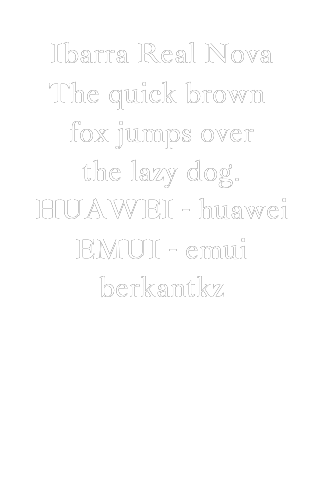 Ibarra Real Nova
The quick brown
fox jumps over
the lazy dog.
HUAWEI - huawei
EMUI - emui
berkantkz